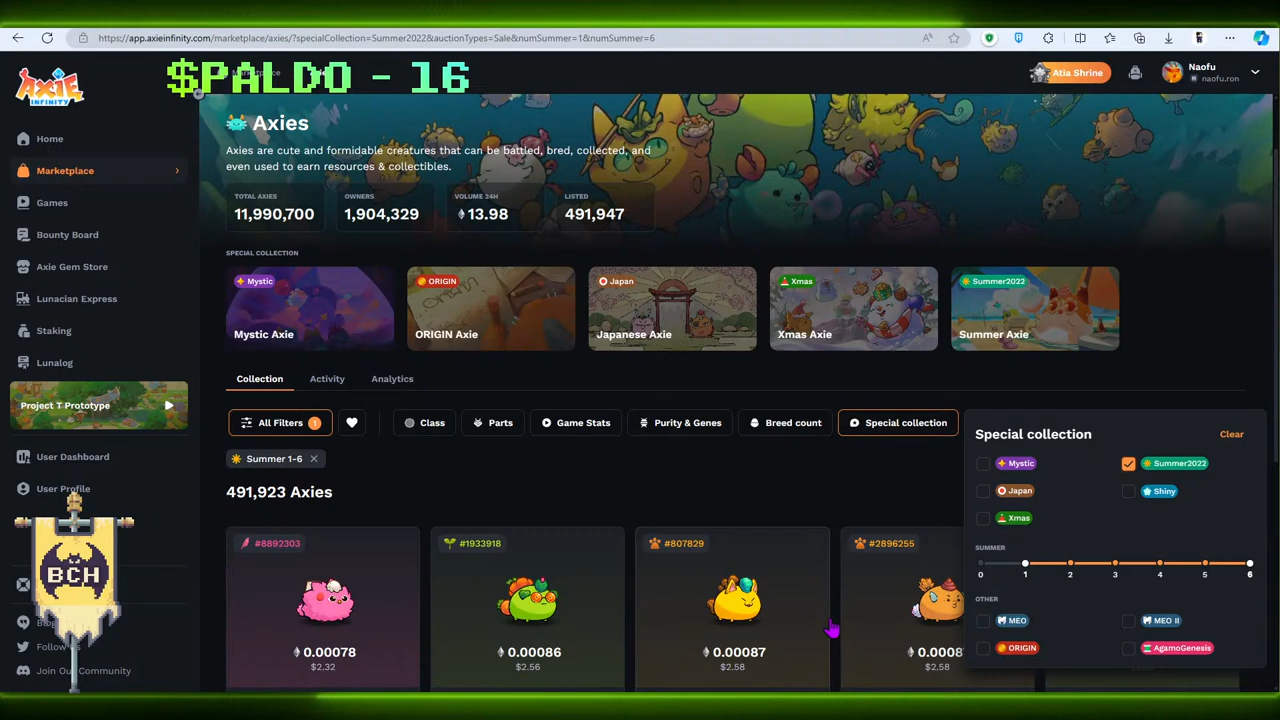 https://app.axieinfinity.com/marketplace/axies/?specialCollection=Summer2022&auctionTypes=Sale&numSummer=1&numSummer=6
AXIE
INFINITY
$PALDO - 16
Atia Shrine
Naofu
naofu.ron
Home
Marketplace
Games
Bounty Board
Axie Gem Store
Lunacian Express
Staking
Lunalog
Project T Prototype
User Dashboard
User Profile
BCH
Follow
Join Our Community
Axies
Axies are cute and formidable creatures that can be battled, bred, collected, and
even used to earn resources & collectibles.
TOTAL AXIES
11,990,700
OWNERS
1,904,329
VOLUME 24H
13.98
LISTED
491,947
SPECIAL COLLECTION
Mystic
Mystic Axie
ORIGIN
ORIGIN Axie
Japan
Japanese Axie
Xmas
Xmas Axie
Summer2022
Summer Axie
Collection
Activity
Analytics
All Filters 1
Class
Parts
Game Stats
Purity & Genes
Breed count
Special collection
Summer 1-6
491,923 Axies
#8892303
0.00078
$2.32
#1933918
0.00086
$2.56
#807829
0.00087
$2.58
#2896255
0.0008
$2.58
Special collection
Clear
Mystic
Summer2022
Japan
Shiny
Xmas
SUMMER
0 1 2 3 4 5 6
OTHER
MEO
MEO II
ORIGIN
AgamoGenesis